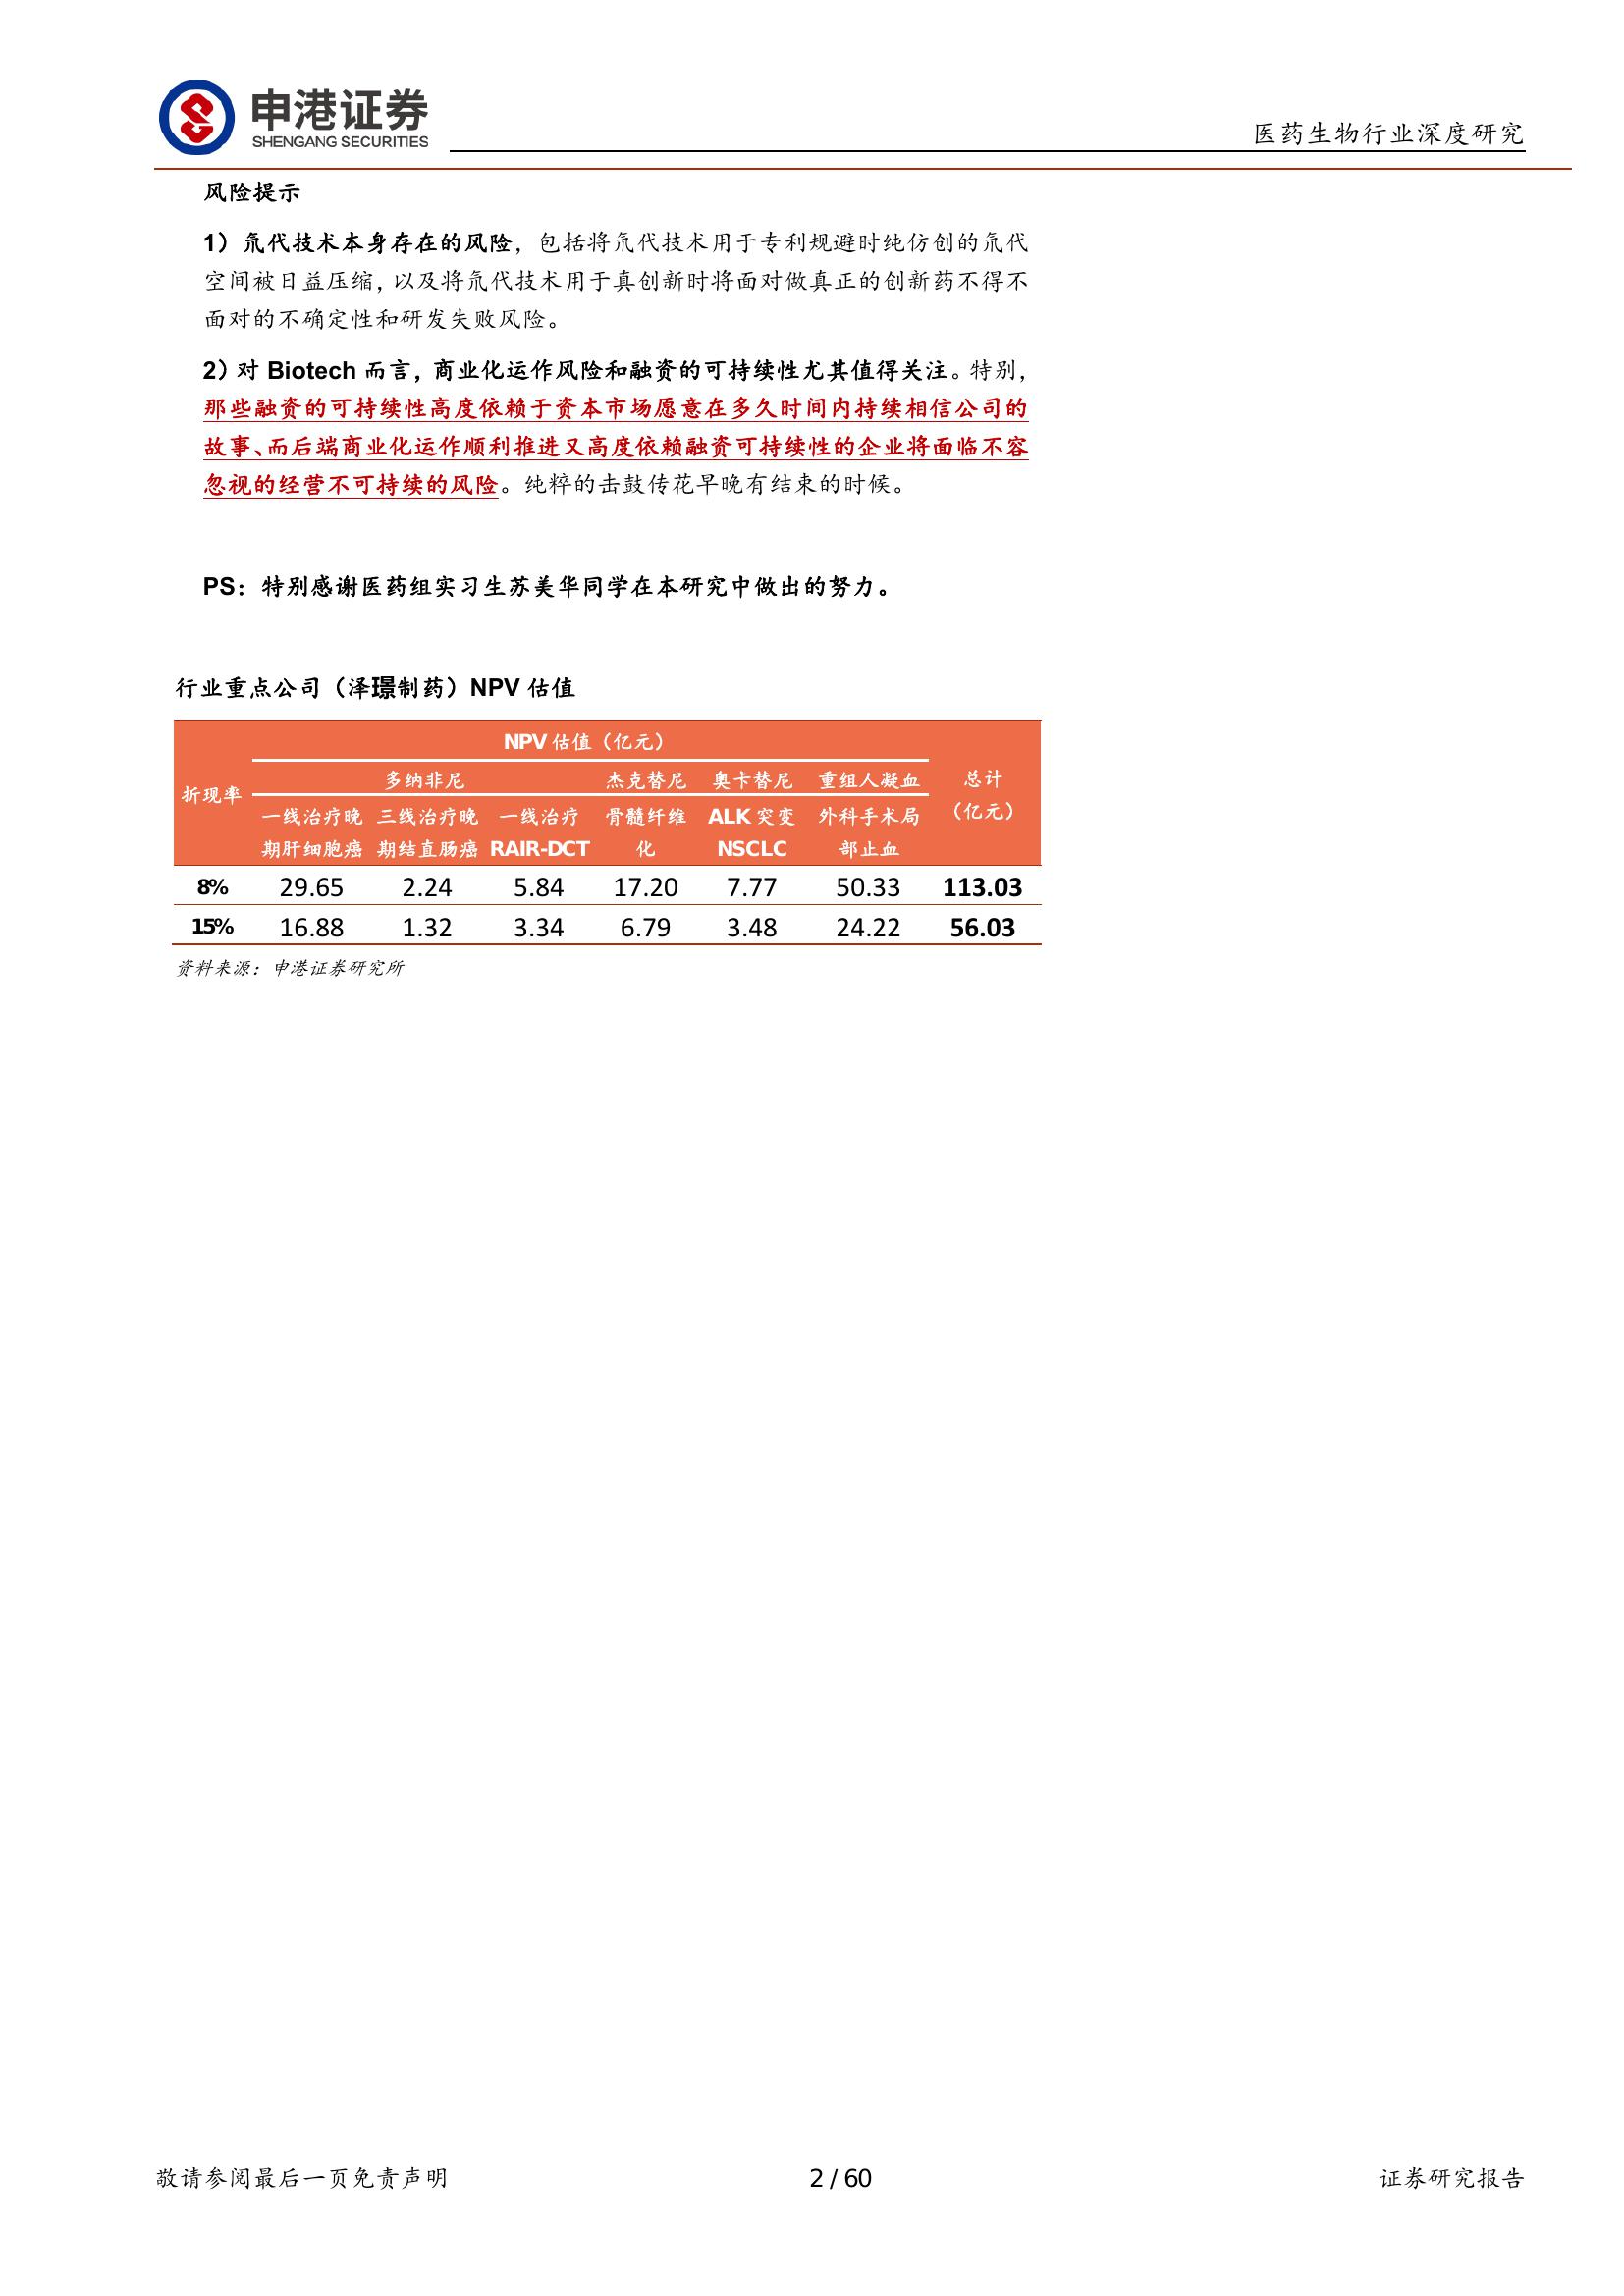 申港证券
SHENGANG SECURITIES
医药生物行业深度研究
风险提示
1）氘代技术本身存在的风险，包括将氘代技术用于专利规避时纯仿创的氘代
空间被日益压缩，以及将氘代技术用于真创新时将面对做真正的创新药不得不
面对的不确定性和研发失败风险。
2）对 Biotech 而言，商业化运作风险和融资的可持续性尤其值得关注。特别，
那些融资的可持续性高度依赖于资本市场愿意在多久时间内持续相信公司的
故事、而后端商业化运作顺利推进又高度依赖融资可持续性的企业将面临不容
忽视的经营不可持续的风险。纯粹的击鼓传花早晚有结束的时候。
PS：特别感谢医药组实习生苏美华同学在本研究中做出的努力。
行业重点公司（泽璟制药）NPV 估值
折现率 NPV 估值（亿元） 总计
（亿元）
多纳非尼 杰克替尼 奥卡替尼 重组人凝血
一线治疗晚 三线治疗晚 一线治疗 骨髓纤维 ALK 突变 外科手术局
期肝细胞癌 期结直肠癌 RAIR-DCT 化 NSCLC 部止血
8% 29.65 2.24 5.84 17.20 7.77 50.33 113.03
15% 16.88 1.32 3.34 6.79 3.48 24.22 56.03
资料来源：申港证券研究所
敬请参阅最后一页免责声明 2 / 60 证券研究报告